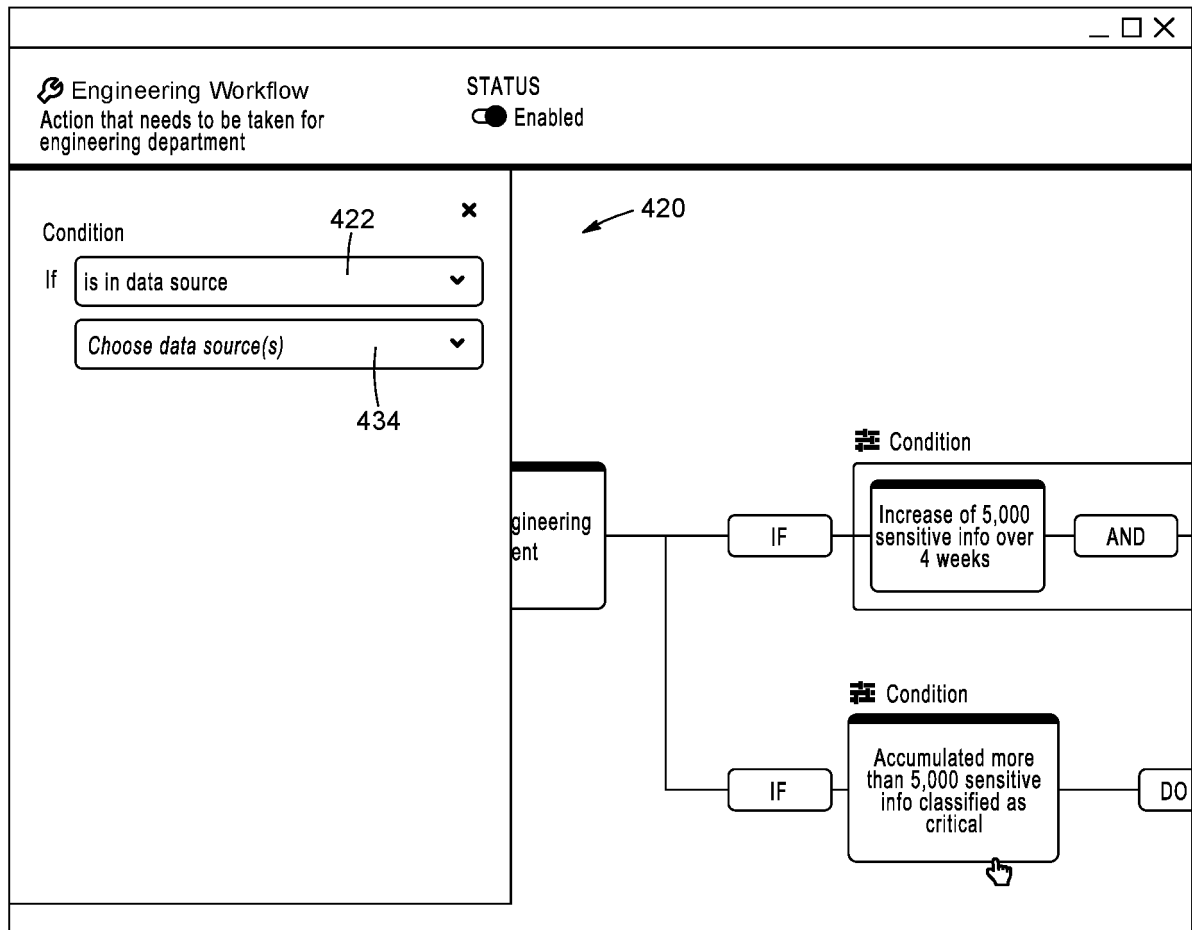 Engineering Workflow
Action that needs to be taken for
engineering department
STATUS
Enabled
Condition
422
If
is in data source
Choose data source(s)
434
420
gineering
ent
IF
Condition
Increase of 5,000
sensitive info over
4 weeks
AND
Condition
IF
Accumulated more
than 5,000 sensitive
info classified as
critical
DO